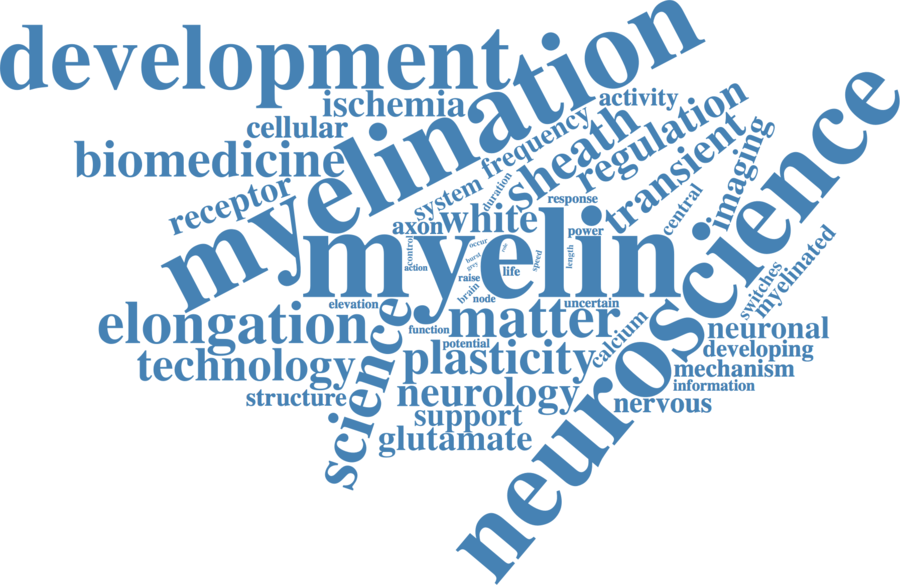 development
myelination
ischemia
activity
cellular
frequency
biomedicine
sheath
regulation
receptor
system
duration
transient
imaging
neuroscience
response
central
axon
white
power
myelin
control
occur
burst
grey
action
raise
life
speed
length
brain
node
elevation
uncertain
switches
myelinated
elongation
science
function
matter
calcium
neuronal
potential
developing
technology
plasticity
mechanism
information
structure
neurology
nervous
support
glutamate